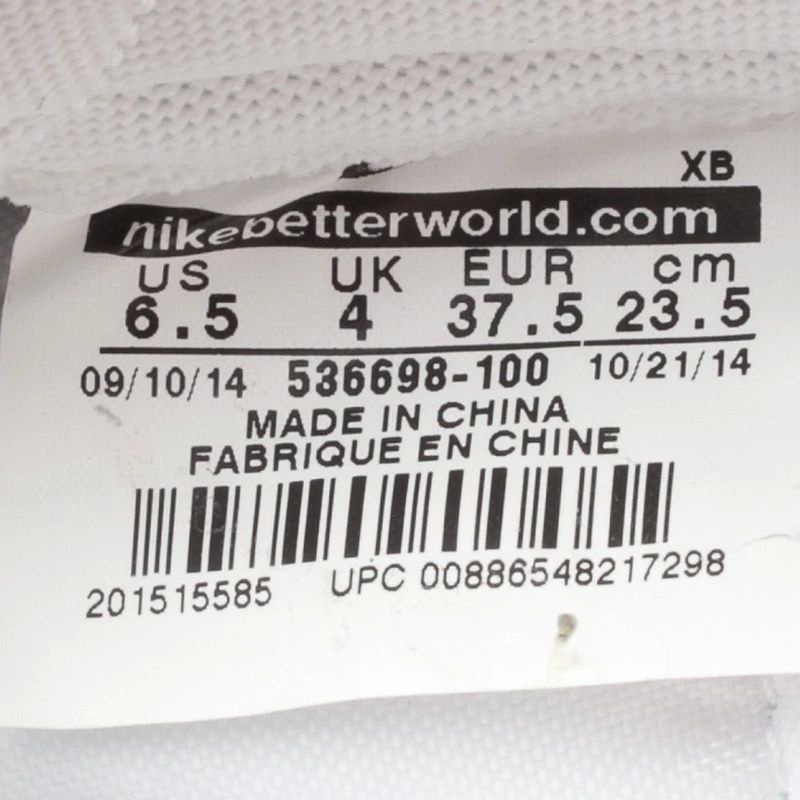 XB
nikebetterworld.com
US UK EUR cm
6.5 4 37.5 23.5
09/10/14 536698-100 10/21/14
MADE IN CHINA
FABRIQUE EN CHINE
201515585 UPC 00886548217298